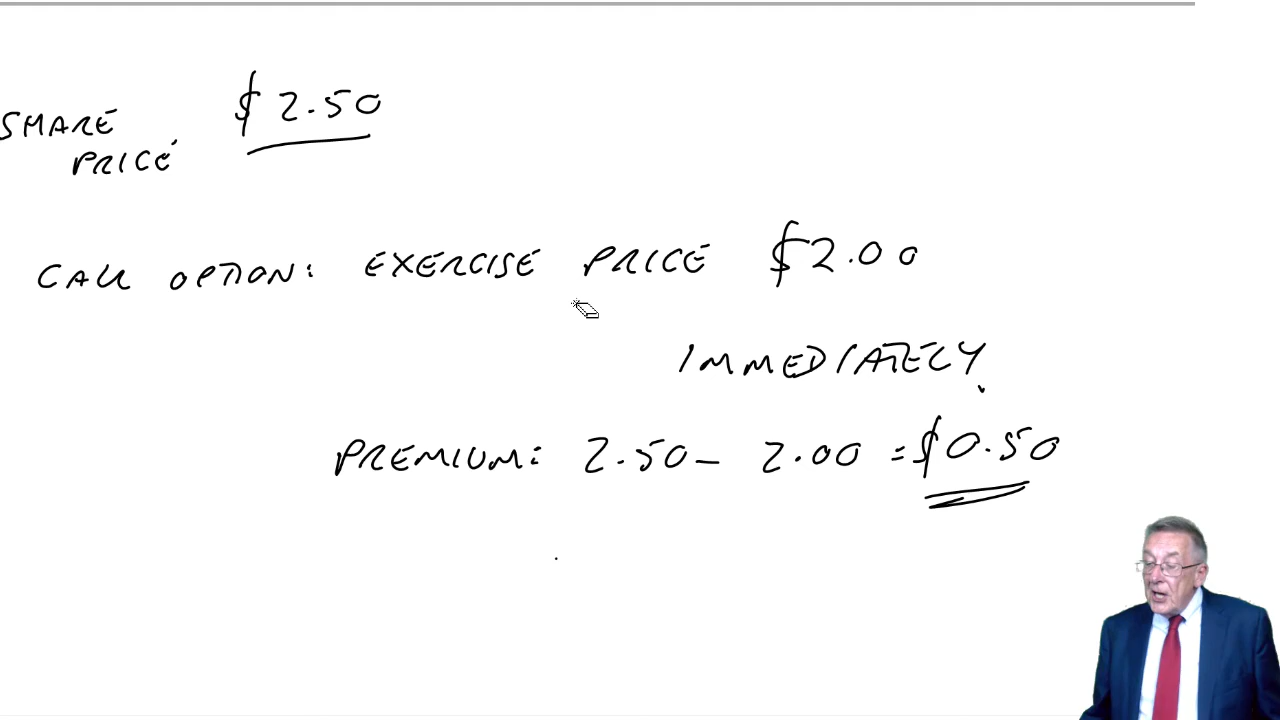 SHARE $2.50
PRICE
CALL OPTION: EXERCISE PRICE $2.00
IMMEDIATELY
PREMIUM: 2.50 - 2.00 = $0.50